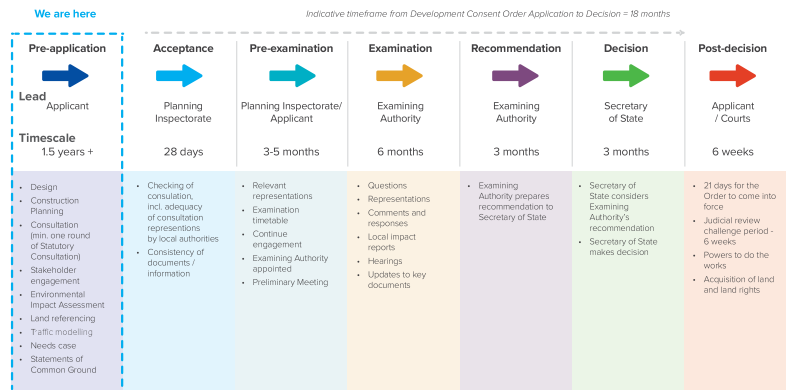 We are here
Indicative timeframe from Development Consent Order Application to Decision = 18 months
Pre-application
Lead
Applicant
Timescale
1.5 years +
• Design
• Construction
Planning
• Consultation
(min. one round
of Statutory
Consultation)
• Stakeholder
engagement
• Environmental
Impact Assessment
• Land referencing
• Traffic modelling
• Needs case
• Statements of
Common Ground
Acceptance
Planning
Inspectorate
28 days
• Checking of
consulation,
incl. adequacy
of consultation
representions
by local authorities
• Consistency of
documents /
information
Pre-examination
Planning Inspectorate/
Applicant
3-5 months
• Relevant
representations
• Examination
timetable
• Continue
engagement
• Examining Authority
appointed
• Preliminary Meeting
Examination
Examining
Authority
6 months
• Questions
• Representations
• Comments and
responses
• Local impact
reports
• Hearings
• Updates to key
documents
Recommendation
Examining
Authority
3 months
• Examining
Authority prepares
recommendation to
Secretary of State
Decision
Secretary
of State
3 months
• Secretary of
State considers
Examining
Authority's
recommendation
• Secretary of State
makes decision
Post-decision
Applicant
/ Courts
6 weeks
• 21 days for the
Order to come into
force
• Judicial review
challenge period -
6 weeks
• Powers to do the
works
• Acquisition of land
and land rights